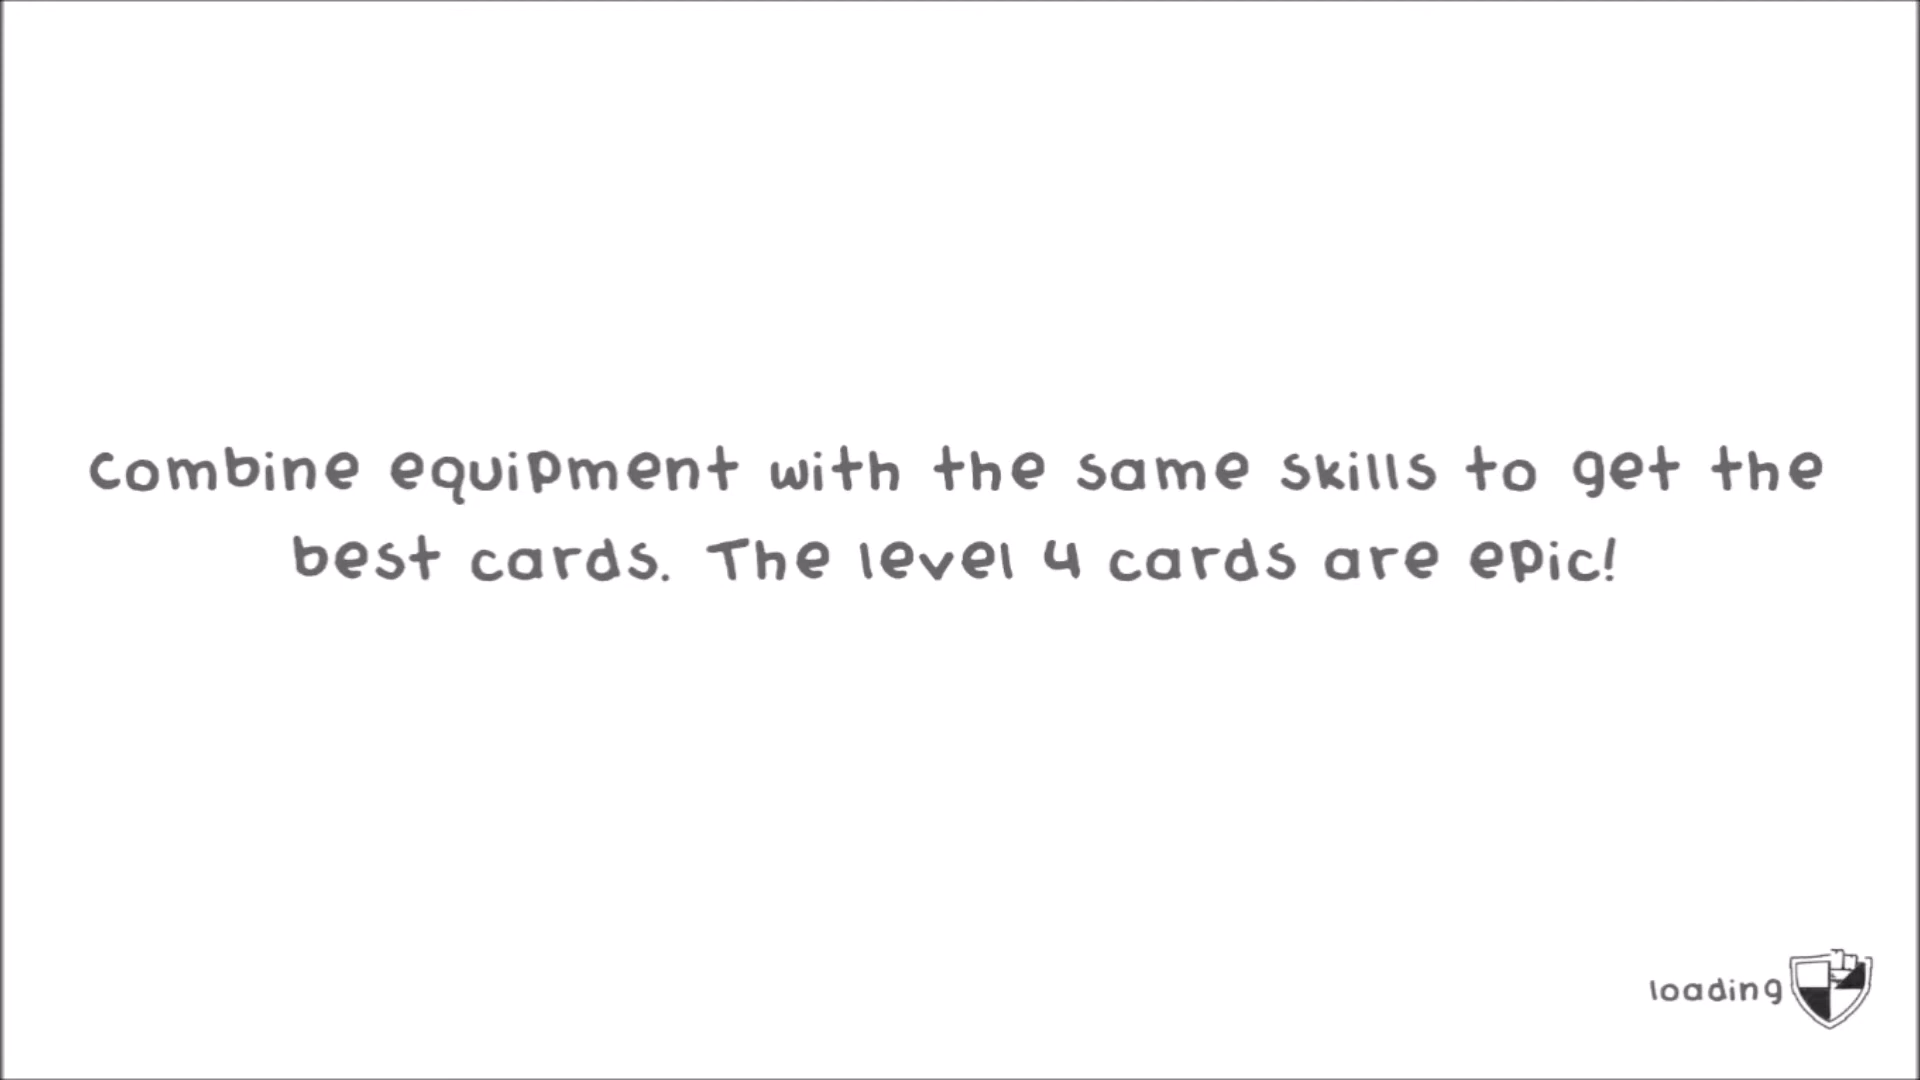 Combine equipment with the same skills to get the
best cards. The level 4 cards are epic!
loading